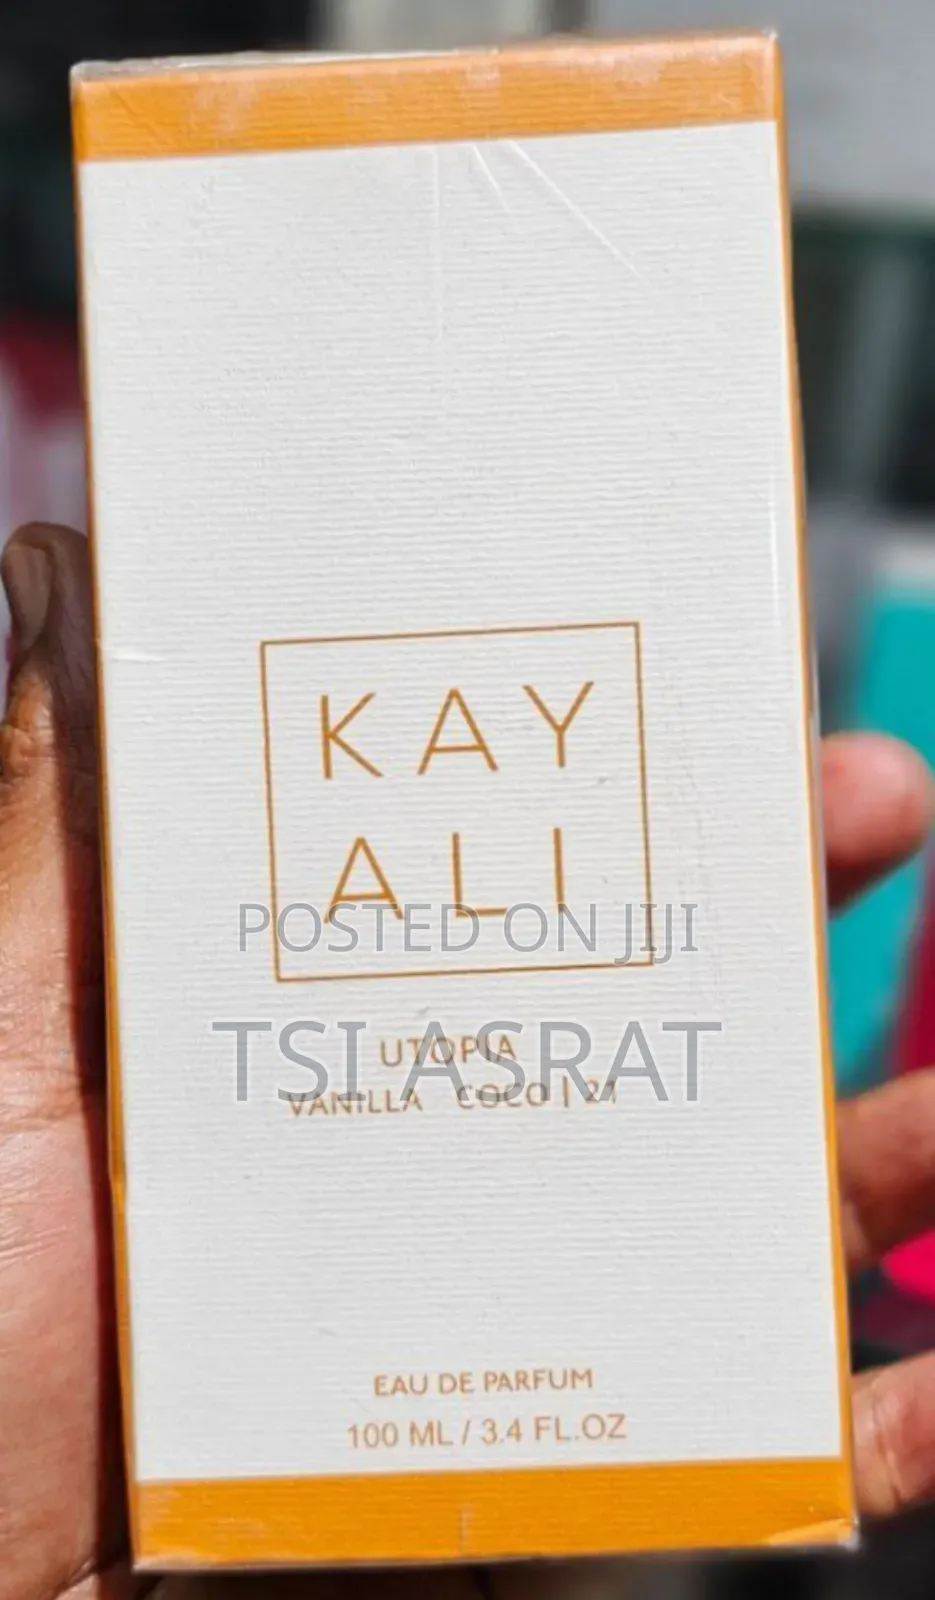 KAY
ALI
POSTED ON JIJI
TSI ASRAT
UTOPIA
VANILLA COCO | 21
EAU DE PARFUM
100 ML / 3.4 FL.OZ